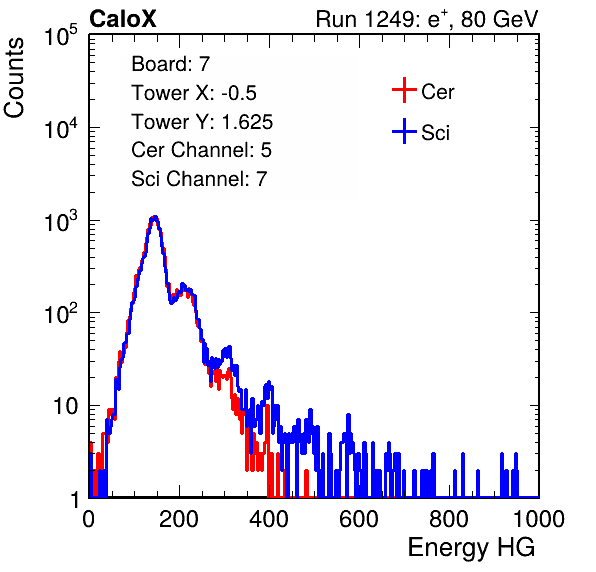 CaloX Run 1249: e⁺, 80 GeV
Board: 7
Tower X: -0.5
Tower Y: 1.625
Cer Channel: 5
Sci Channel: 7
Cer
Sci
Counts
10⁵
10⁴
10³
10²
10
1
0 200 400 600 800 1000
Energy HG